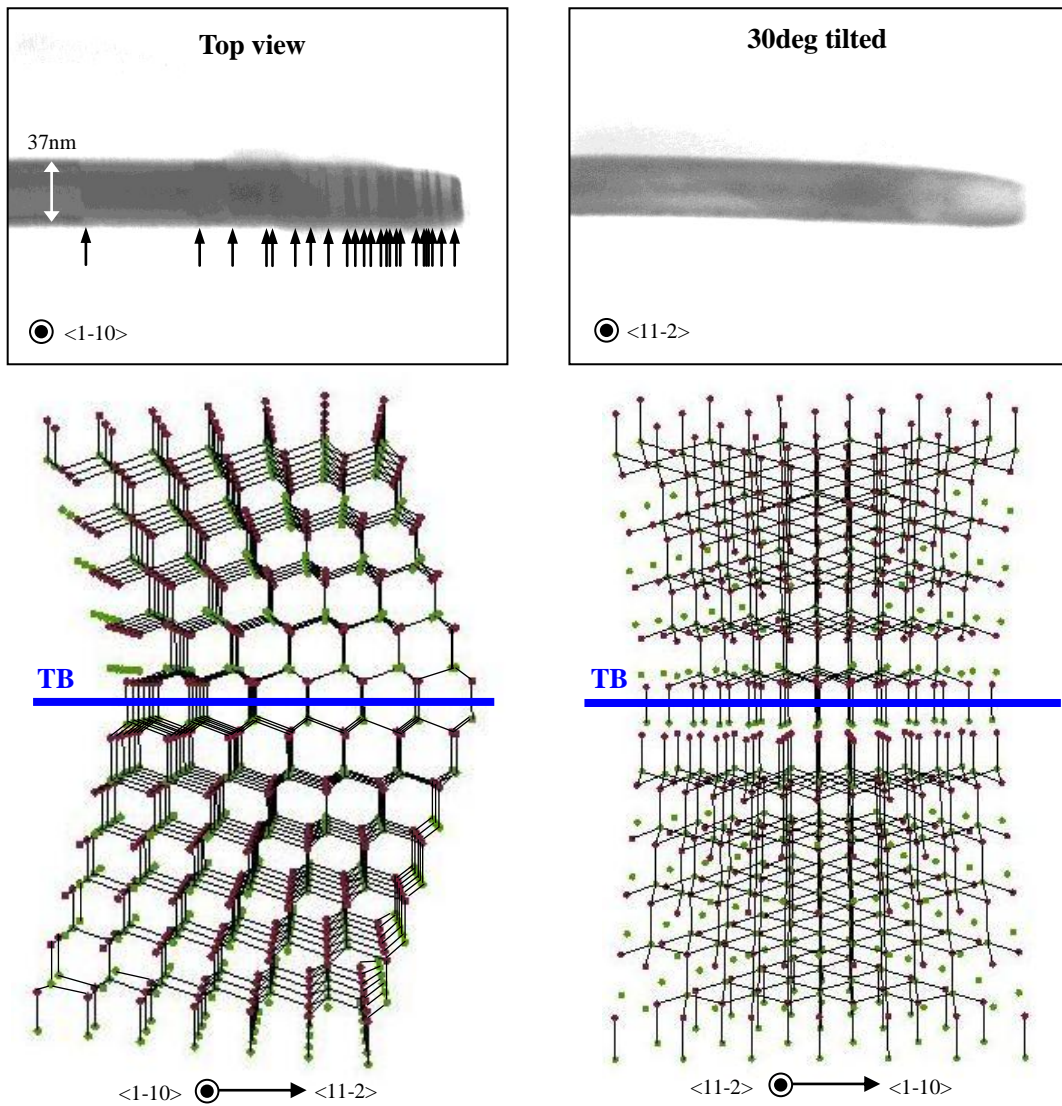 Top view
37nm
<1-10>
30deg tilted
<11-2>
TB
TB
<1-10> <11-2>
<11-2> <1-10>